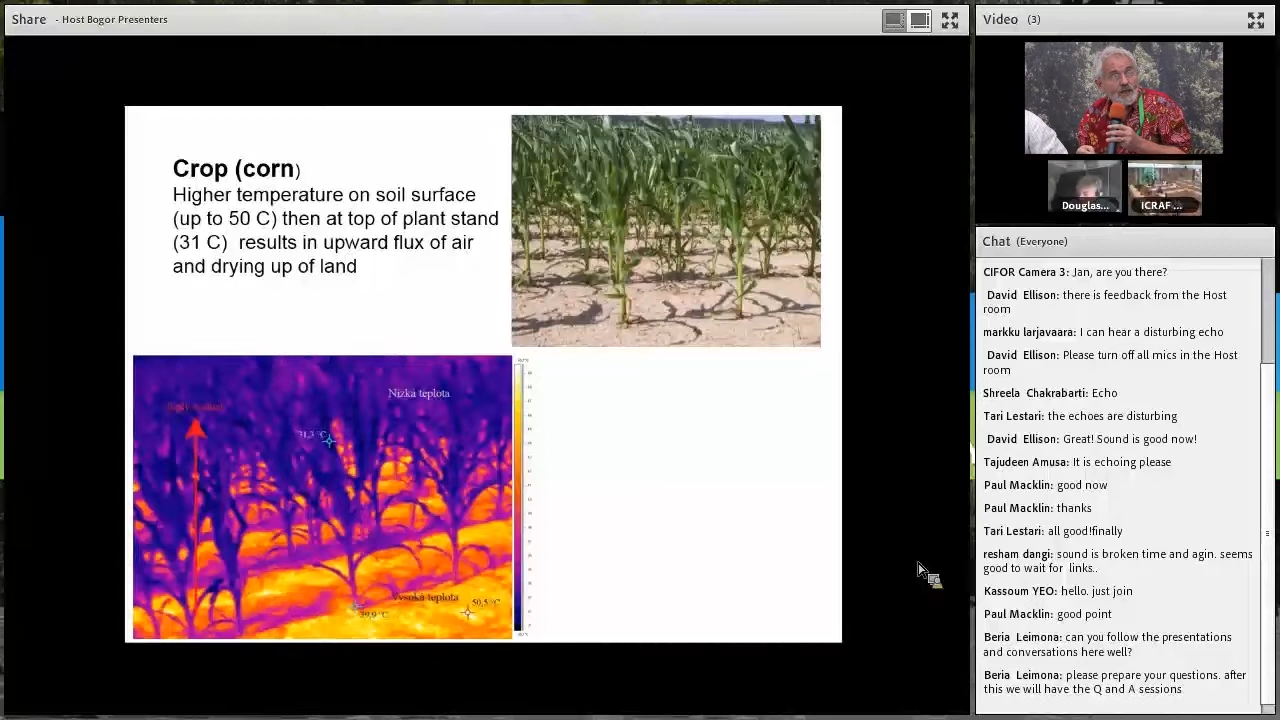 Share - Host Bogor Presenters
Crop (corn)
Higher temperature on soil surface
(up to 50 C) then at top of plant stand
(31 C) results in upward flux of air
and drying up of land
Nízká teplota
31,3 °C
Vysoká teplota
50,5 °C
39,9 °C
Video (3)
Douglas...
ICRAF ...
Chat (Everyone)
CIFOR Camera 3: Jan, are you there?
David Ellison: there is feedback from the Host
room
markku larjavaara: I can hear a disturbing echo
David Ellison: Please turn off all mics in the Host
room
Shreela Chakrabarti: Echo
Tari Lestari: the echoes are disturbing
David Ellison: Great! Sound is good now!
Tajudeen Amusa: It is echoing please
Paul Macklin: good now
Paul Macklin: thanks
Tari Lestari: all good!finally
resham dangi: sound is broken time and agin. seems
good to wait for links..
Kassoum YEO: hello. just join
Paul Macklin: good point
Beria Leimona: can you follow the presentations
and conversations here well?
Beria Leimona: please prepare your questions. after
this we will have the Q and A sessions